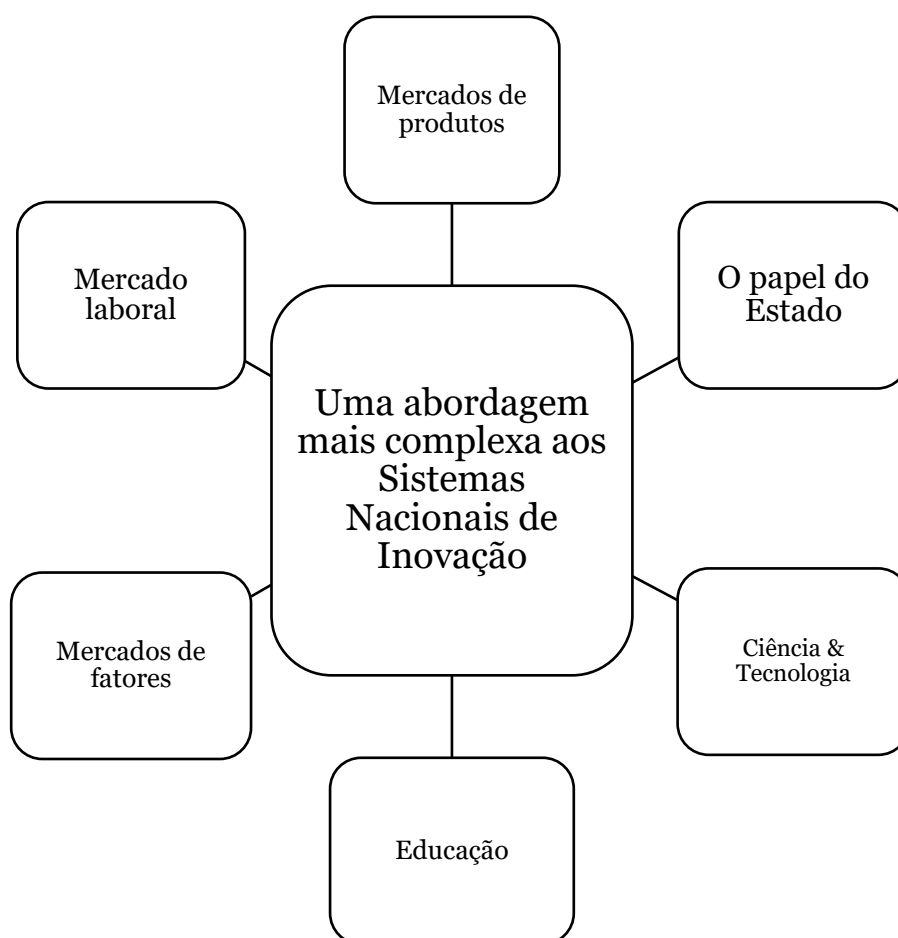 Mercados de
produtos
Mercado
laboral
O papel do
Estado
Uma abordagem
mais complexa aos
Sistemas
Nacionais de
Inovação
Mercados de
fatores
Ciência &
Tecnologia
Educação